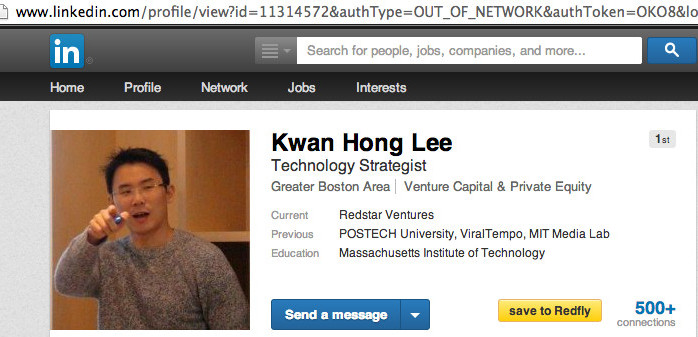 www.linkedin.com/profile/view?id=11314572&authType=OUT_OF_NETWORK&authToken=OKO8&lo
in
Search for people, jobs, companies, and more...
Home Profile Network Jobs Interests
Kwan Hong Lee 1st
Technology Strategist
Greater Boston Area | Venture Capital & Private Equity
Current Redstar Ventures
Previous POSTECH University, ViralTempo, MIT Media Lab
Education Massachusetts Institute of Technology
Send a message save to Redfly 500+
connections